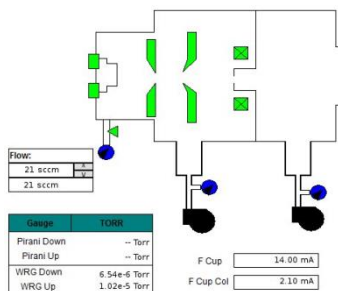 Flow:
21 sccm
21 sccm
Gauge TORR
Pirani Down -- Torr
Pirani Up -- Torr
WRG Down 6.54e-6 Torr
WRG Up 1.02e-5 Torr
F Cup 14.00 mA
F Cup Col 2.10 mA